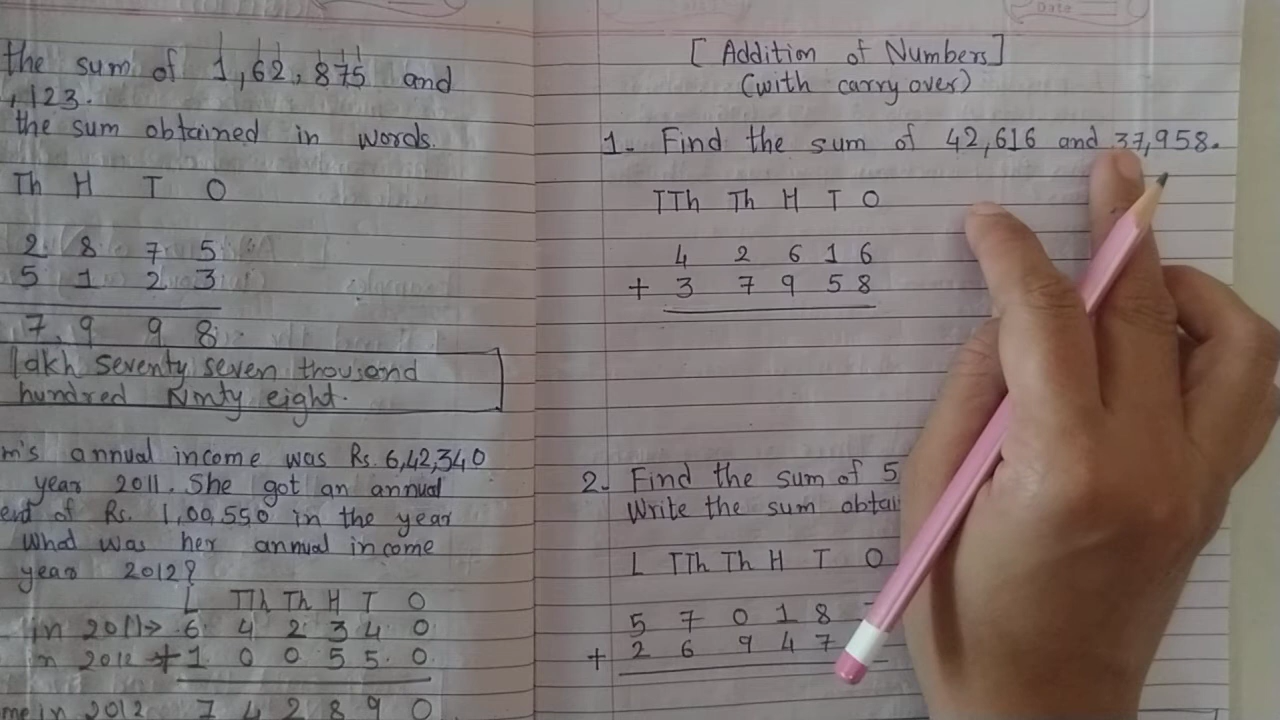 the sum of 1,62,875 and
,123.
the sum obtained in words.
Th H T O
2 8 7 5
5 1 2 3
7 9 9 8
lakh seventy seven thousand
hundred Ninty eight.
m's annual income was Rs. 6,42,340
year 2011. She got an annual
of Rs. 1,00,550 in the year
What was her annual income
year 2012?
L TTh Th H T O
in 2011→ 6 4 2 3 4 0
in 2012 + 1 0 0 5 5 0
me in 2012 7 4 2 8 9 0
Date
[Addition of Numbers]
(with carry over)
1. Find the sum of 42,616 and 37,958.
TTh Th H T O
4 2 6 1 6
+ 3 7 9 5 8
2. Find the sum of 5
Write the sum obtai
L TTh Th H T O
5 7 0 1 8
+ 2 6 9 4 7